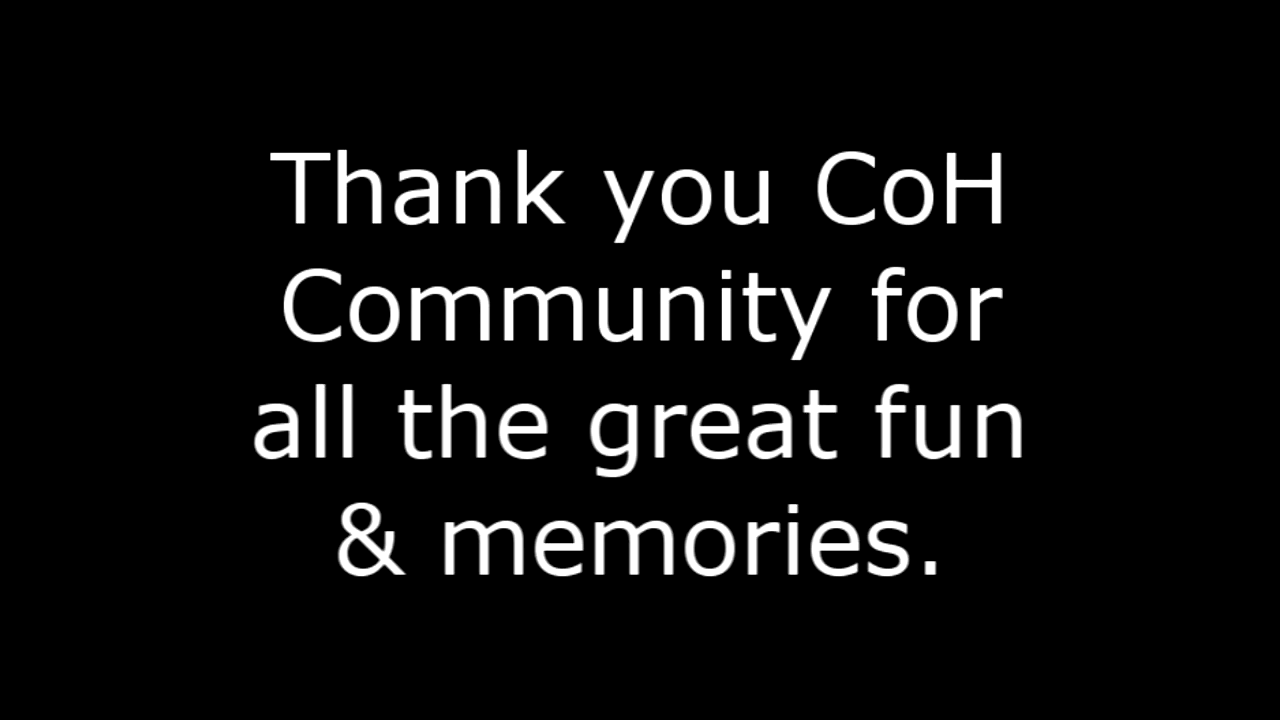 Thank you CoH
Community for
all the great fun
& memories.